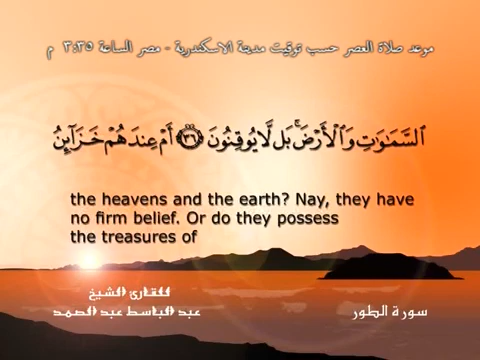 موعد صلاة العصر حسب توقيت مدينة الاسكندرية - مصر الساعة ٣:٣٥ م
السَّمَٰوَٰتِ وَالْأَرْضَ ۚ بَل لَّا يُوقِنُونَ ﴿٣٦﴾ أَمْ عِندَهُمْ خَزَآئِنُ
the heavens and the earth? Nay, they have
no firm belief. Or do they possess
the treasures of
للقارئ الشيخ
عبد الباسط عبد الصمد
سورة الطور